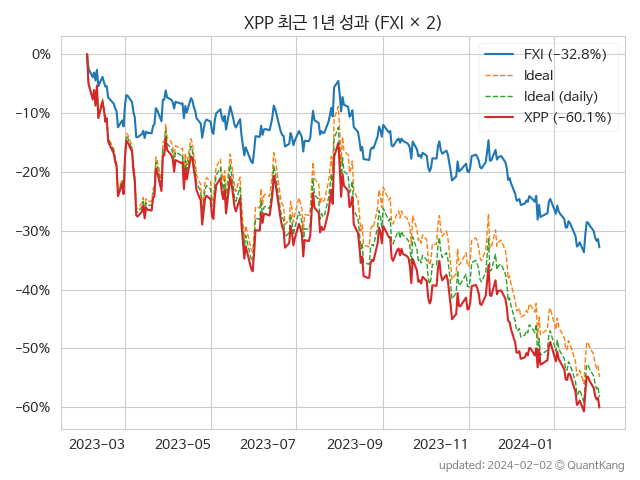 XPP 최근 1년 성과 (FXI × 2)
0%
−10%
−20%
−30%
−40%
−50%
−60%
FXI (−32.8%)
Ideal
Ideal (daily)
XPP (−60.1%)
2023−03
2023−05
2023−07
2023−09
2023−11
2024−01
updated: 2024−02−02 © QuantKang